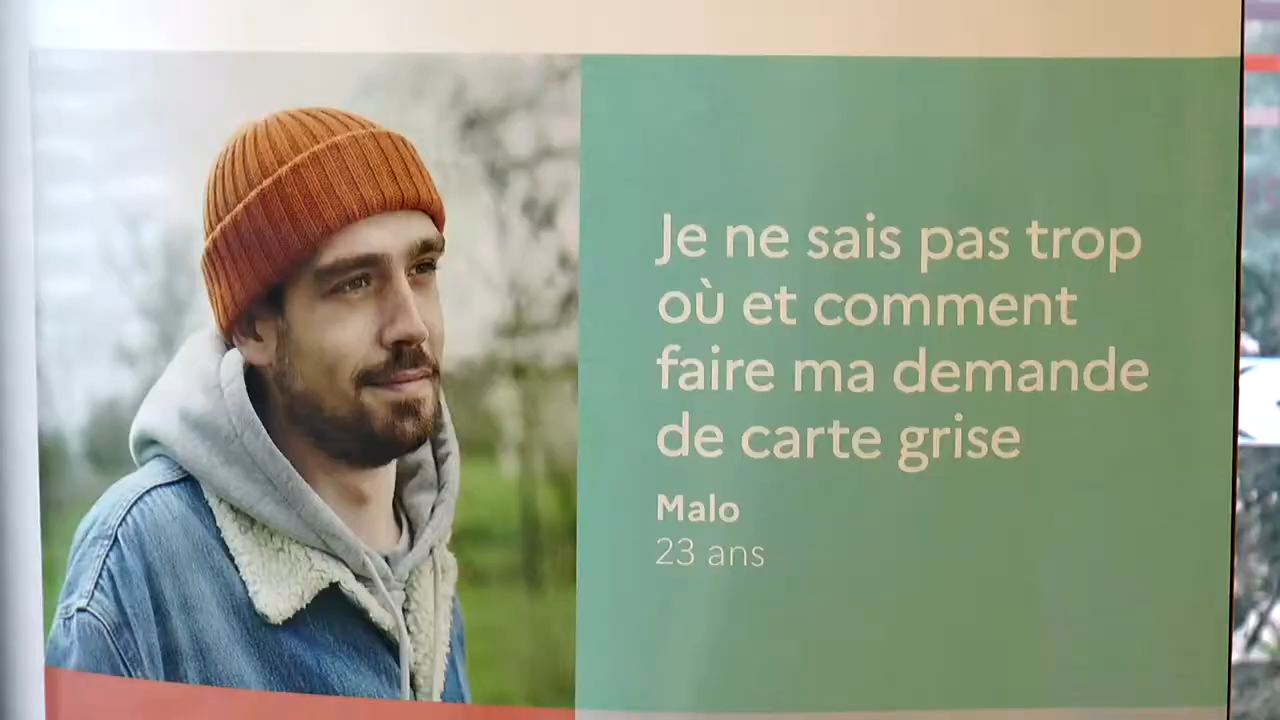 Je ne sais pas trop
où et comment
faire ma demande
de carte grise
Malo
23 ans